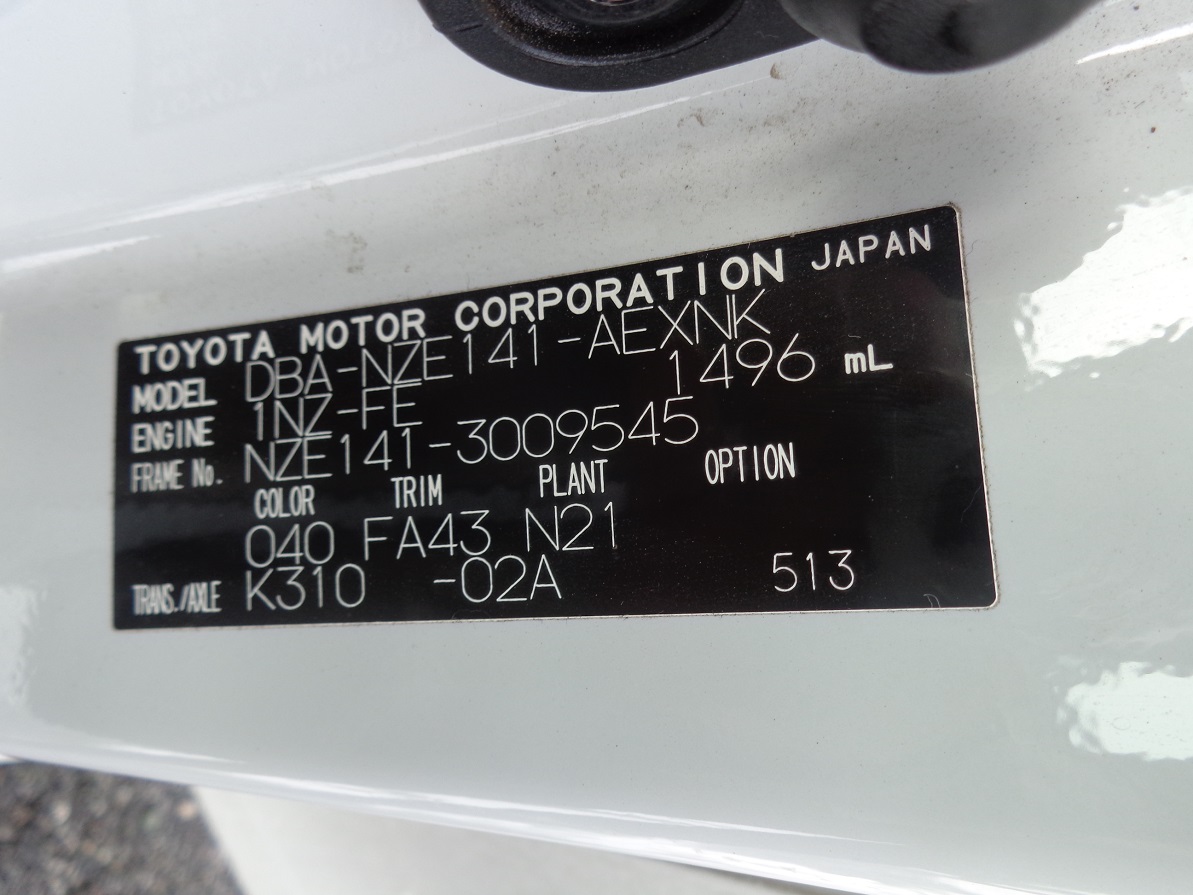 TOYOTA MOTOR CORPORATION JAPAN
MODEL DBA-NZE141-AEXNK
ENGINE 1NZ-FE 1496 mL
FRAME No. NZE141-3009545
COLOR TRIM PLANT OPTION
040 FA43 N21
TRANS./AXLE K310 -02A 513